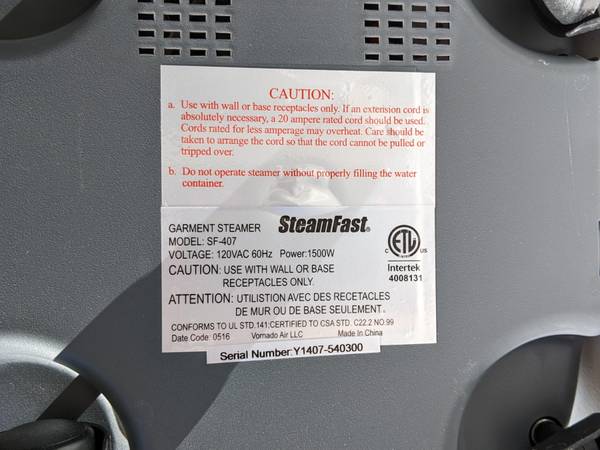 CAUTION:
a. Use with wall or base receptacles only. If an extension cord is
absolutely necessary, a 20 ampere rated cord should be used.
Cords rated for less amperage may overheat. Care should be
taken to arrange the cord so that the cord cannot be pulled or
tripped over.
b. Do not operate steamer without properly filling the water
container.
GARMENT STEAMER
SteamFast®
MODEL: SF-407
VOLTAGE: 120VAC 60Hz Power:1500W
CAUTION: USE WITH WALL OR BASE
RECEPTACLES ONLY.
ATTENTION: UTILISTION AVEC DES RECETACLES
DE MUR OU DE BASE SEULEMENT.
CONFORMS TO UL STD.141;CERTIFIED TO CSA STD. C22.2 NO.99
Date Code: 0516 Vornado Air LLC Made In China
C ETL US
Intertek
4008131
Serial Number:Y1407-540300